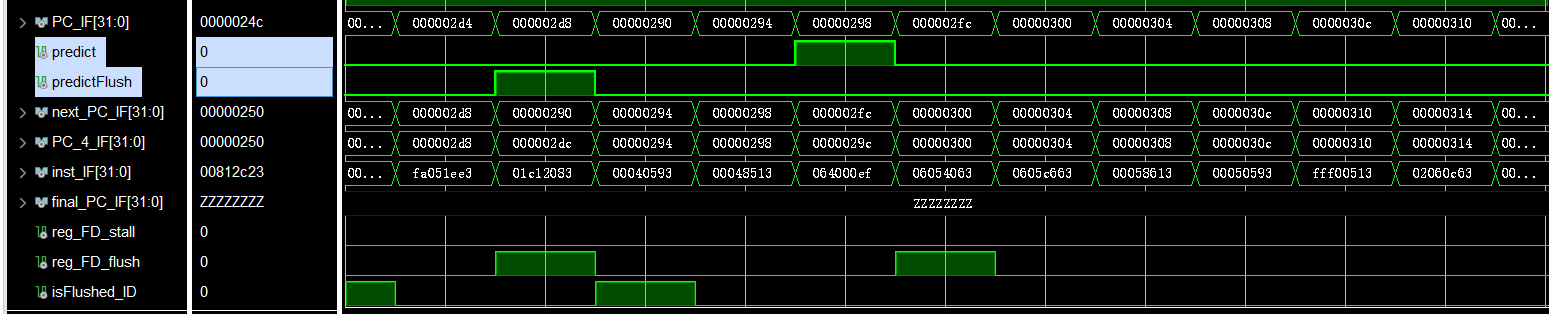 PC_IF[31:0] 0000024c 00... 000002d4 000002d8 00000290 00000294 00000298 000002fc 00000300 00000304 00000308 0000030c 00000310 00...
predict 0
predictFlush 0
next_PC_IF[31:0] 00000250 00... 000002d8 00000290 00000294 00000298 000002fc 00000300 00000304 00000308 0000030c 00000310 00000314 00...
PC_4_IF[31:0] 00000250 00... 000002d8 000002dc 00000294 00000298 0000029c 00000300 00000304 00000308 0000030c 00000310 00000314 00...
inst_IF[31:0] 00812c23 00... fa051ee3 01c12083 00040593 00048513 064000ef 06054063 0605c663 00058613 00050593 fff00513 02060c63 00...
final_PC_IF[31:0] ZZZZZZZZ ZZZZZZZZ
reg_FD_stall 0
reg_FD_flush 0
isFlushed_ID 0